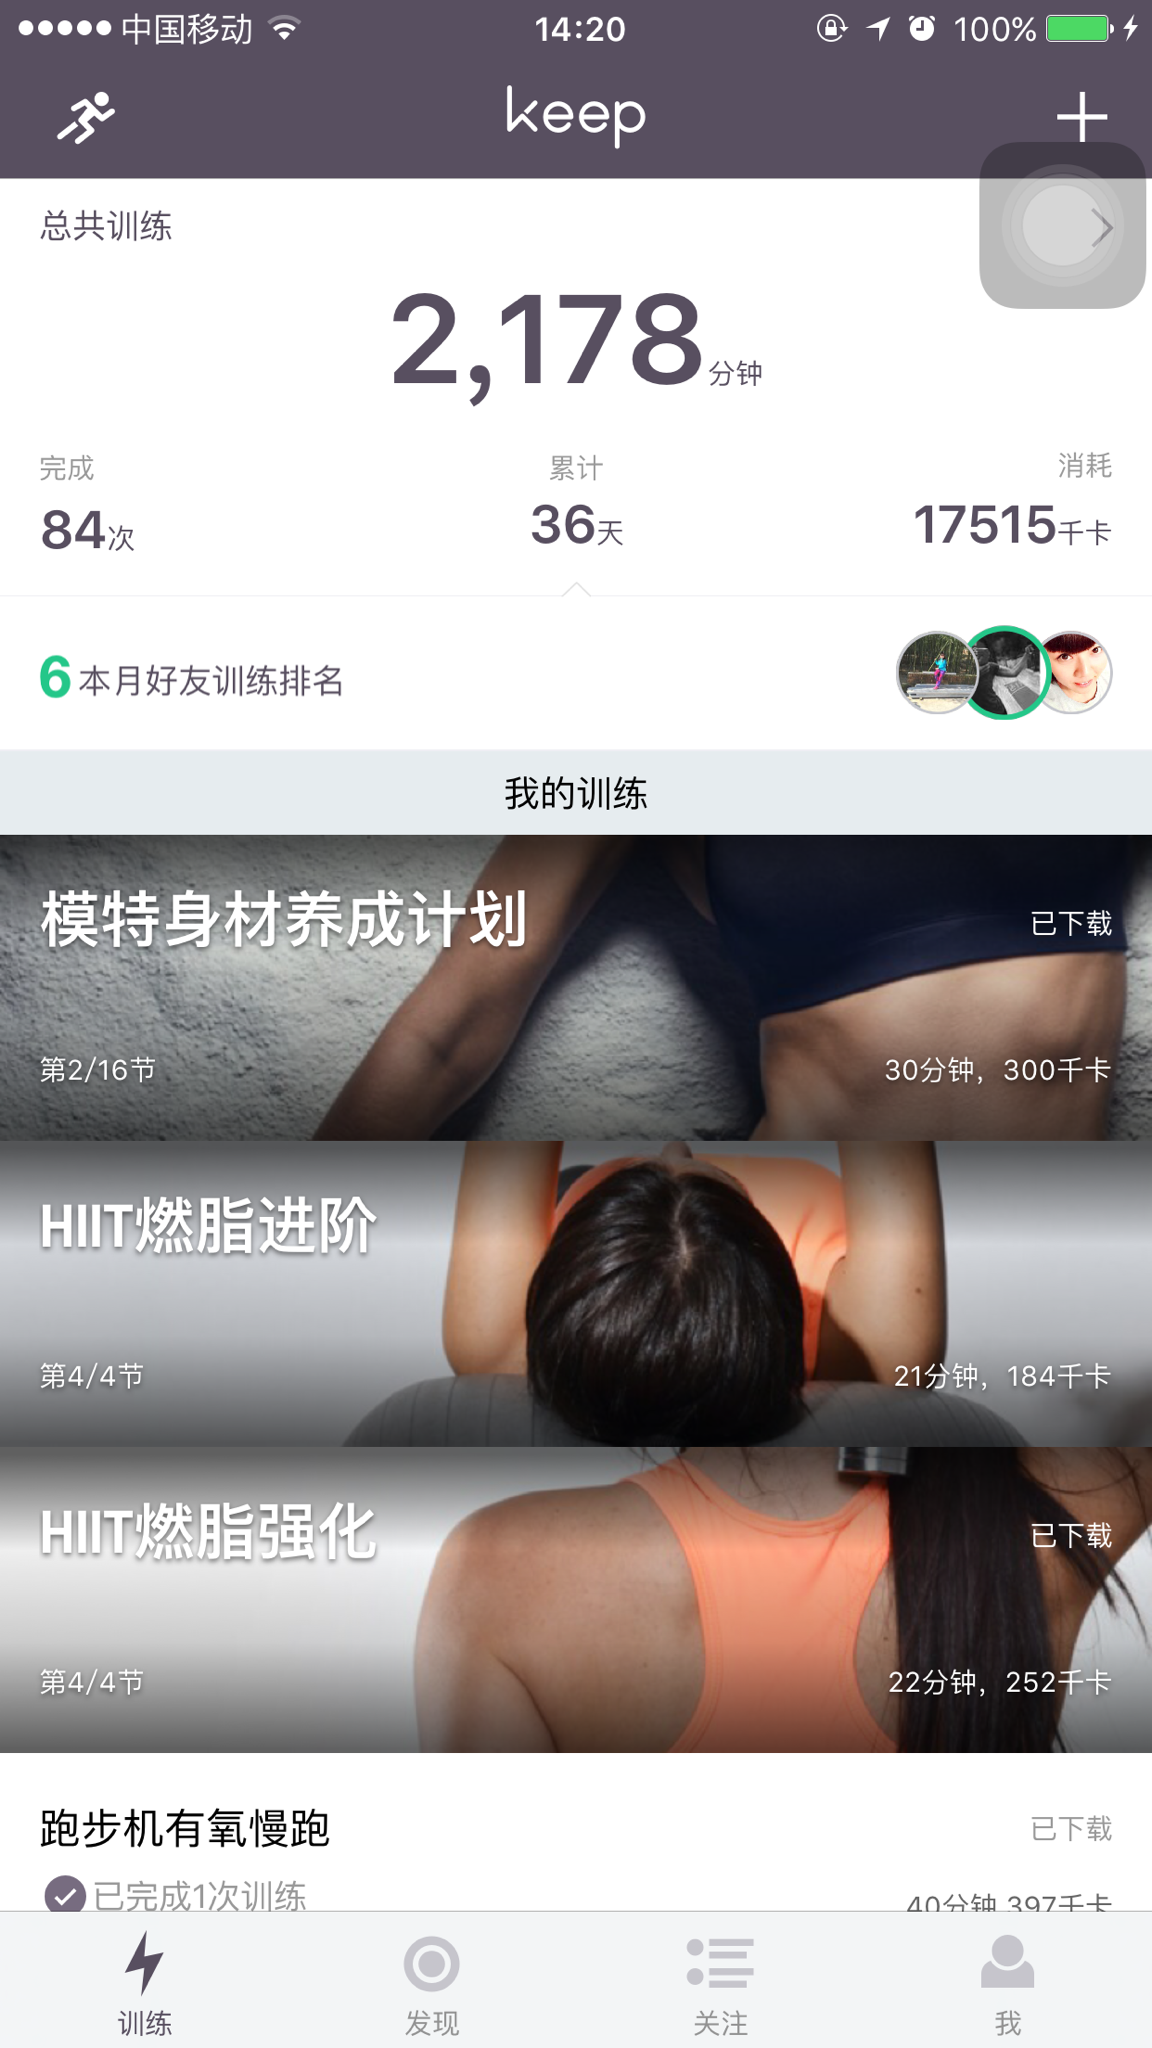 中国移动 14:20 100%
keep
总共训练
2,178分钟
完成 累计 消耗
84次 36天 17515千卡
6 本月好友训练排名
我的训练
模特身材养成计划 已下载
第2/16节 30分钟，300千卡
HIIT燃脂进阶
第4/4节 21分钟，184千卡
HIIT燃脂强化 已下载
第4/4节 22分钟，252千卡
跑步机有氧慢跑 已下载
已完成1次训练 40分钟 397千卡
训练 发现 关注 我